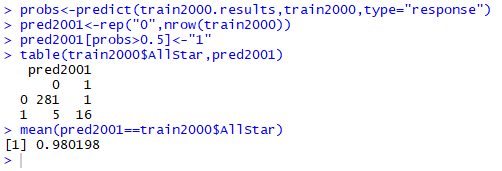 > probs<-predict(train2000.results,train2000,type="response")
> pred2001<-rep("0",nrow(train2000))
> pred2001[probs>0.5]<-"1"
> table(train2000$AllStar,pred2001)
   pred2001
      0   1
  0 281   1
  1   5  16
> mean(pred2001==train2000$AllStar)
[1] 0.980198
>